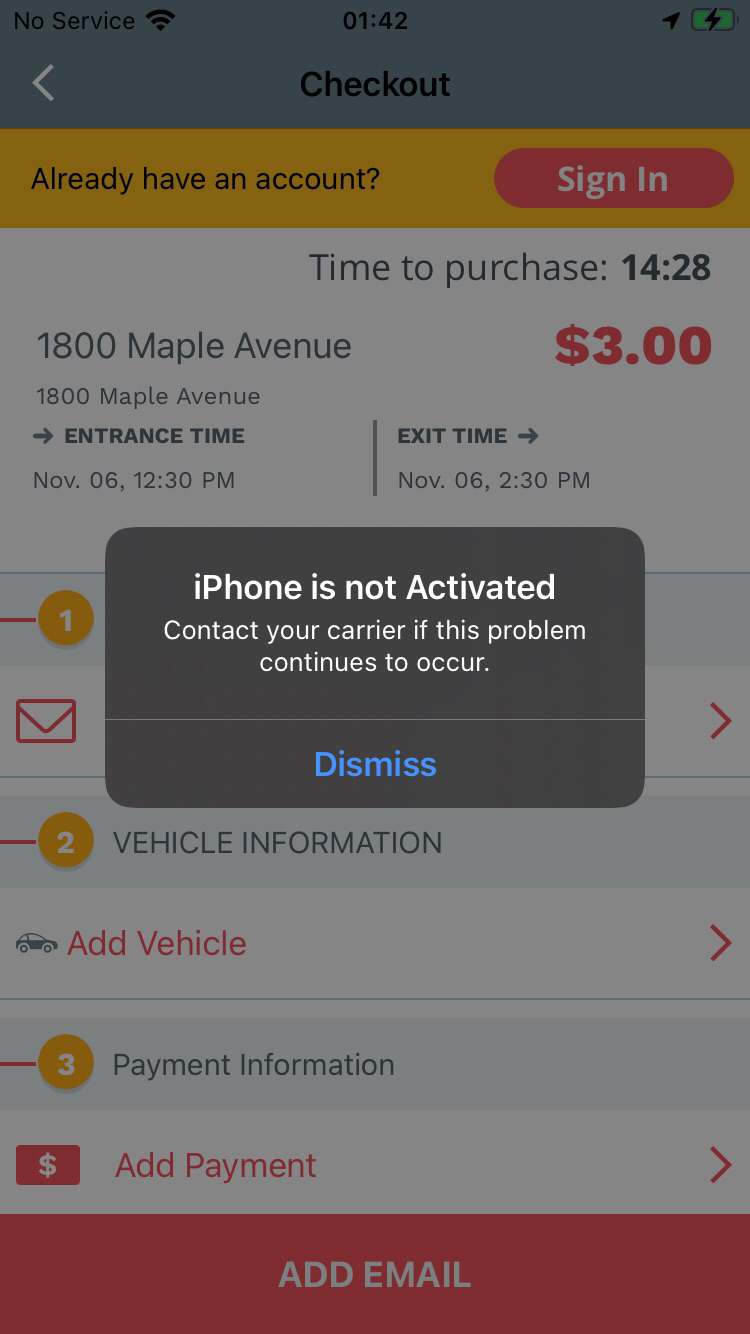 No Service
01:42
Checkout
Already have an account?
Sign In
Time to purchase: 14:28
1800 Maple Avenue
$3.00
1800 Maple Avenue
ENTRANCE TIME
EXIT TIME
Nov. 06, 12:30 PM
Nov. 06, 2:30 PM
iPhone is not Activated
Contact your carrier if this problem
continues to occur.
Dismiss
1
2
VEHICLE INFORMATION
Add Vehicle
3
Payment Information
$
Add Payment
ADD EMAIL